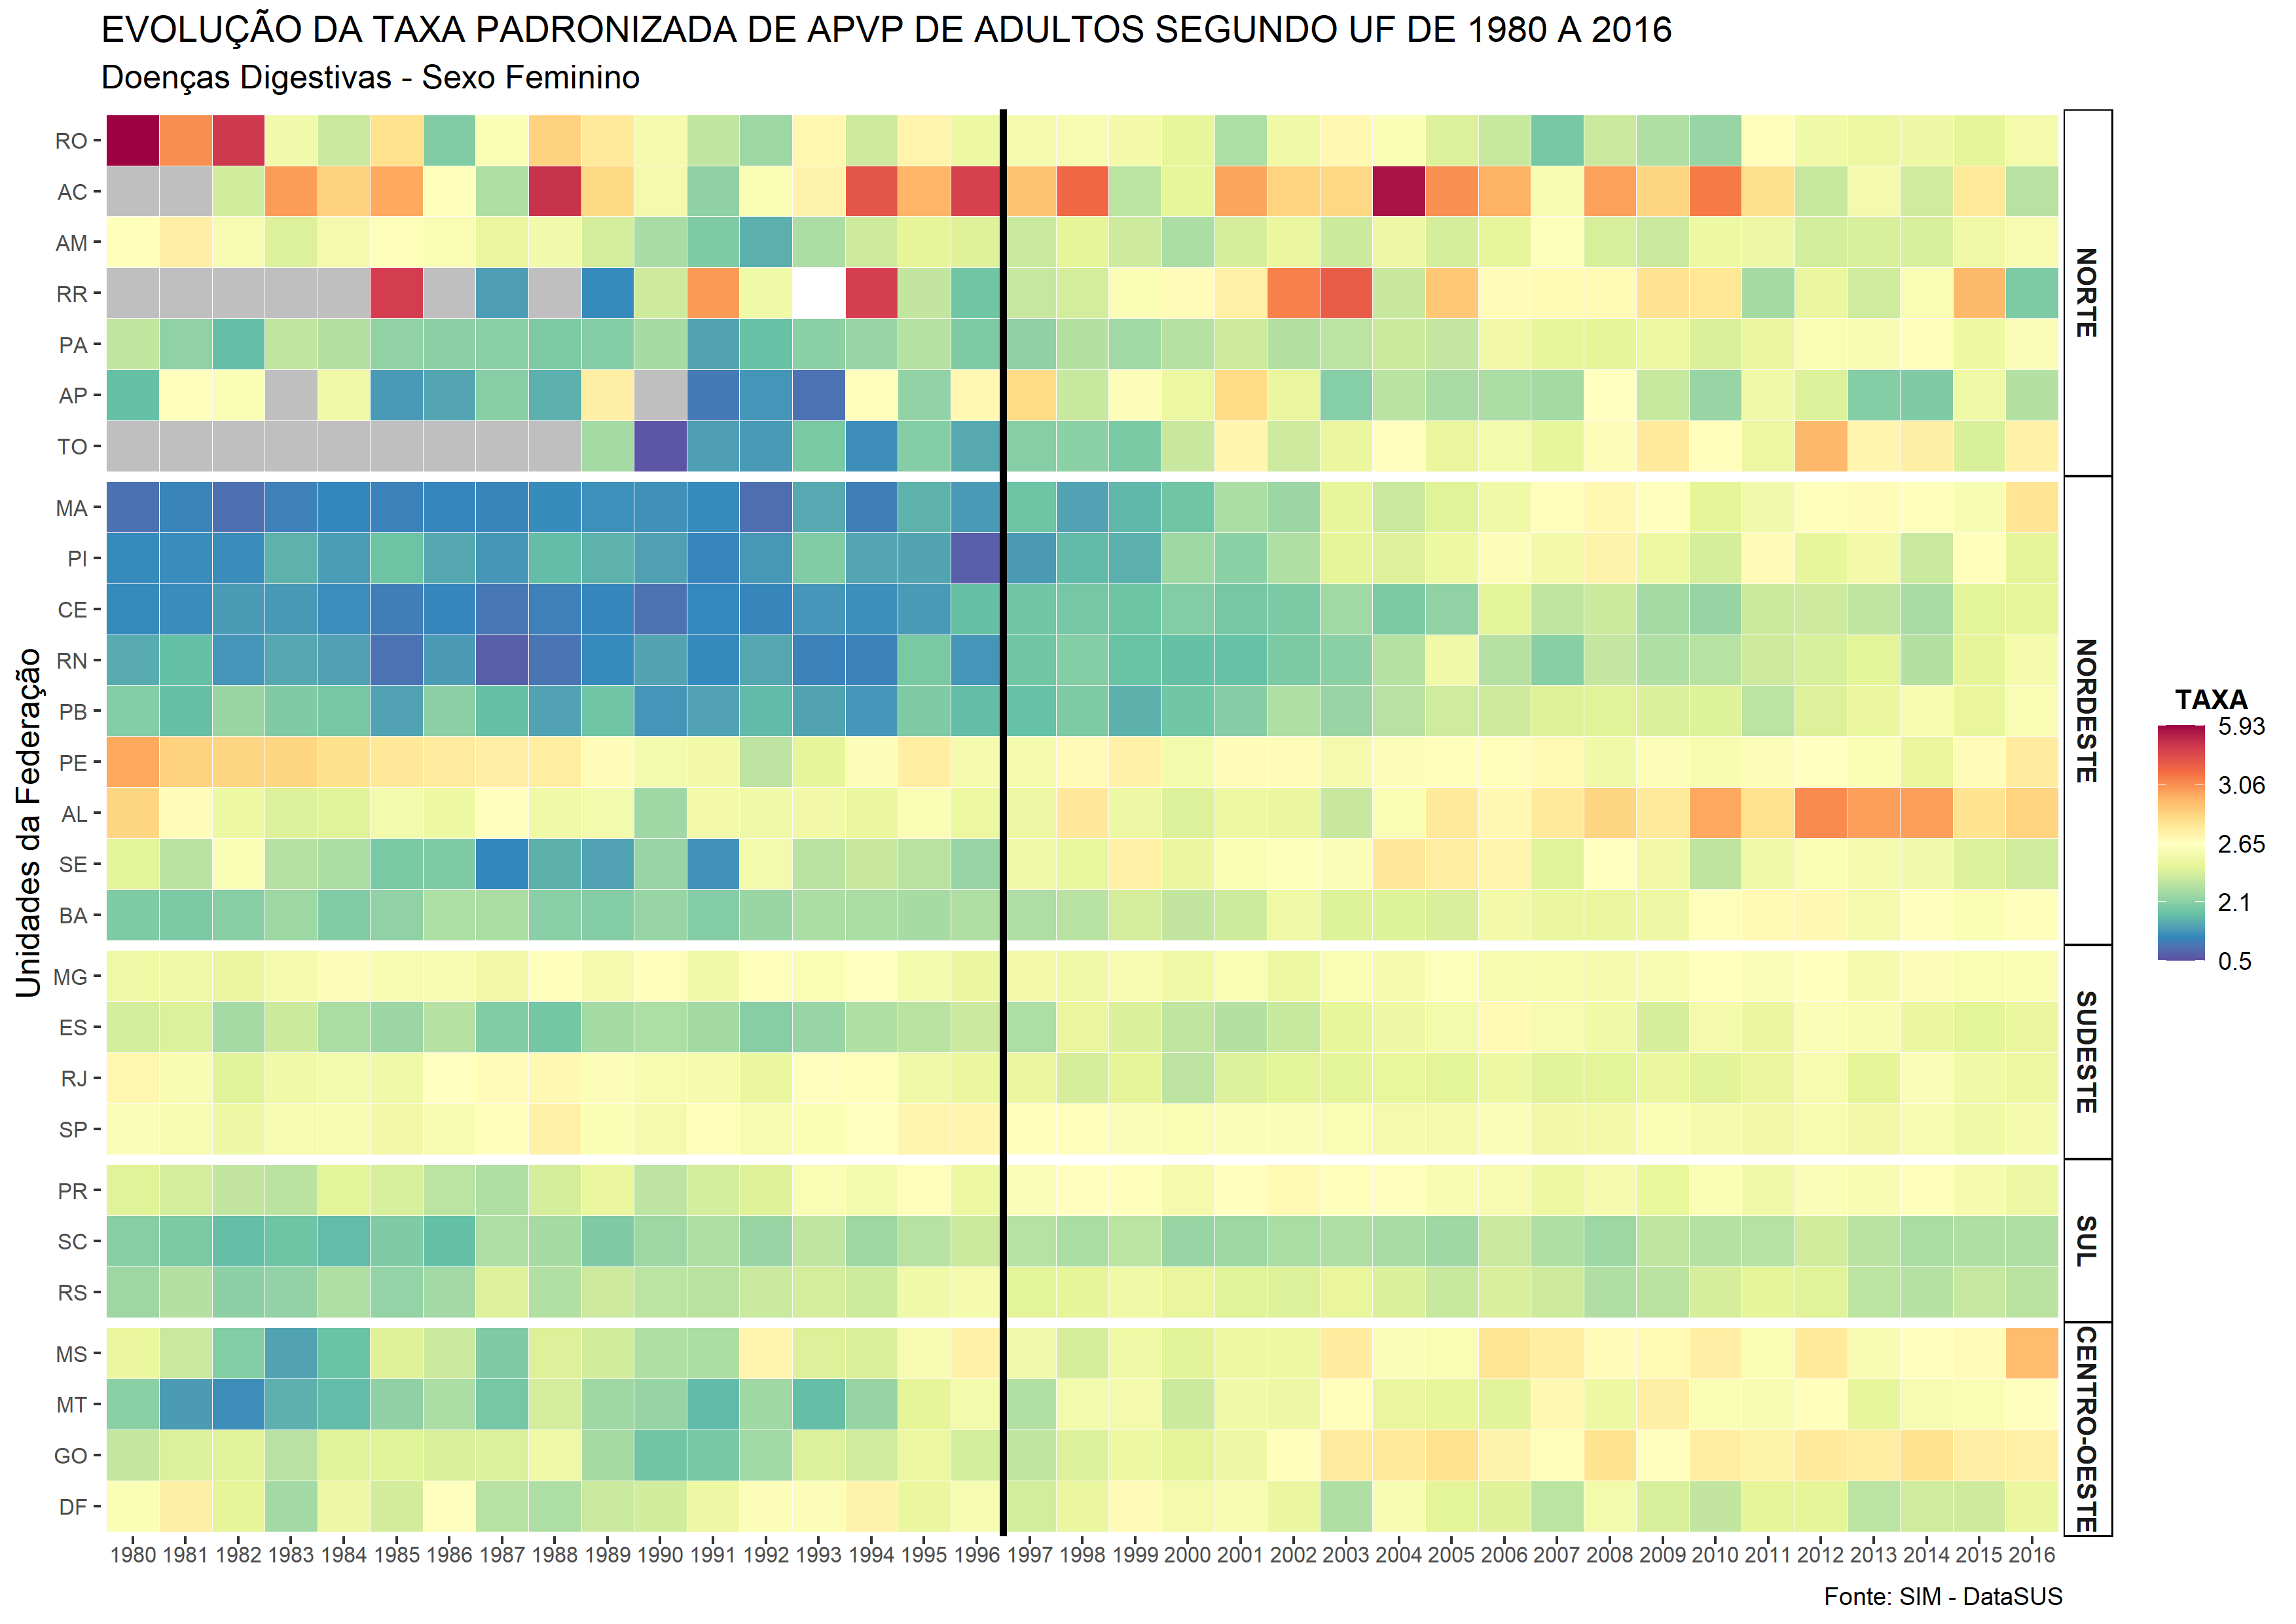 EVOLUÇÃO DA TAXA PADRONIZADA DE APVP DE ADULTOS SEGUNDO UF DE 1980 A 2016
Doenças Digestivas - Sexo Feminino
Unidades da Federação
RO
AC
AM
RR
PA
AP
TO
NORTE
MA
PI
CE
RN
PB
PE
AL
SE
BA
NORDESTE
MG
ES
RJ
SP
SUDESTE
PR
SC
RS
SUL
MS
MT
GO
DF
CENTRO-OESTE
1980 1981 1982 1983 1984 1985 1986 1987 1988 1989 1990 1991 1992 1993 1994 1995 1996 1997 1998 1999 2000 2001 2002 2003 2004 2005 2006 2007 2008 2009 2010 2011 2012 2013 2014 2015 2016
TAXA
5.93
3.06
2.65
2.1
0.5
Fonte: SIM - DataSUS